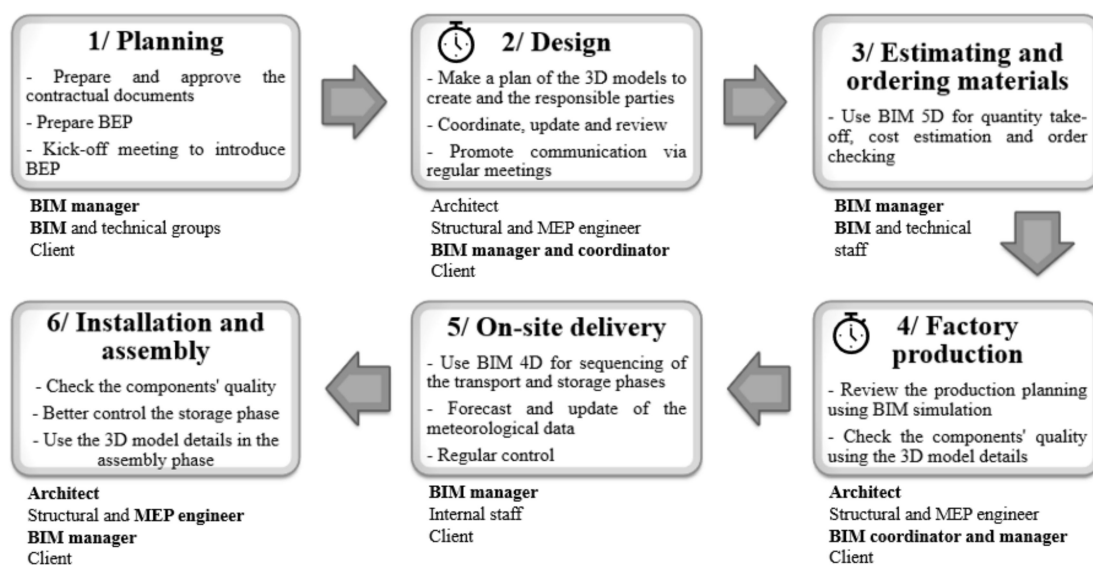 1/ Planning
- Prepare and approve the
contractual documents
- Prepare BEP
- Kick-off meeting to introduce
BEP
BIM manager
BIM and technical groups
Client
2/ Design
- Make a plan of the 3D models to
create and the responsible parties
- Coordinate, update and review
- Promote communication via
regular meetings
Architect
Structural and MEP engineer
BIM manager and coordinator
Client
3/ Estimating and
ordering materials
- Use BIM 5D for quantity take-
off, cost estimation and order
checking
BIM manager
BIM and technical
staff
4/ Factory
production
- Review the production planning
using BIM simulation
- Check the components' quality
using the 3D model details
Architect
Structural and MEP engineer
BIM coordinator and manager
Client
5/ On-site delivery
- Use BIM 4D for sequencing of
the transport and storage phases
- Forecast and update of the
meteorological data
- Regular control
BIM manager
Internal staff
Client
6/ Installation and
assembly
- Check the components' quality
- Better control the storage phase
- Use the 3D model details in the
assembly phase
Architect
Structural and MEP engineer
BIM manager
Client